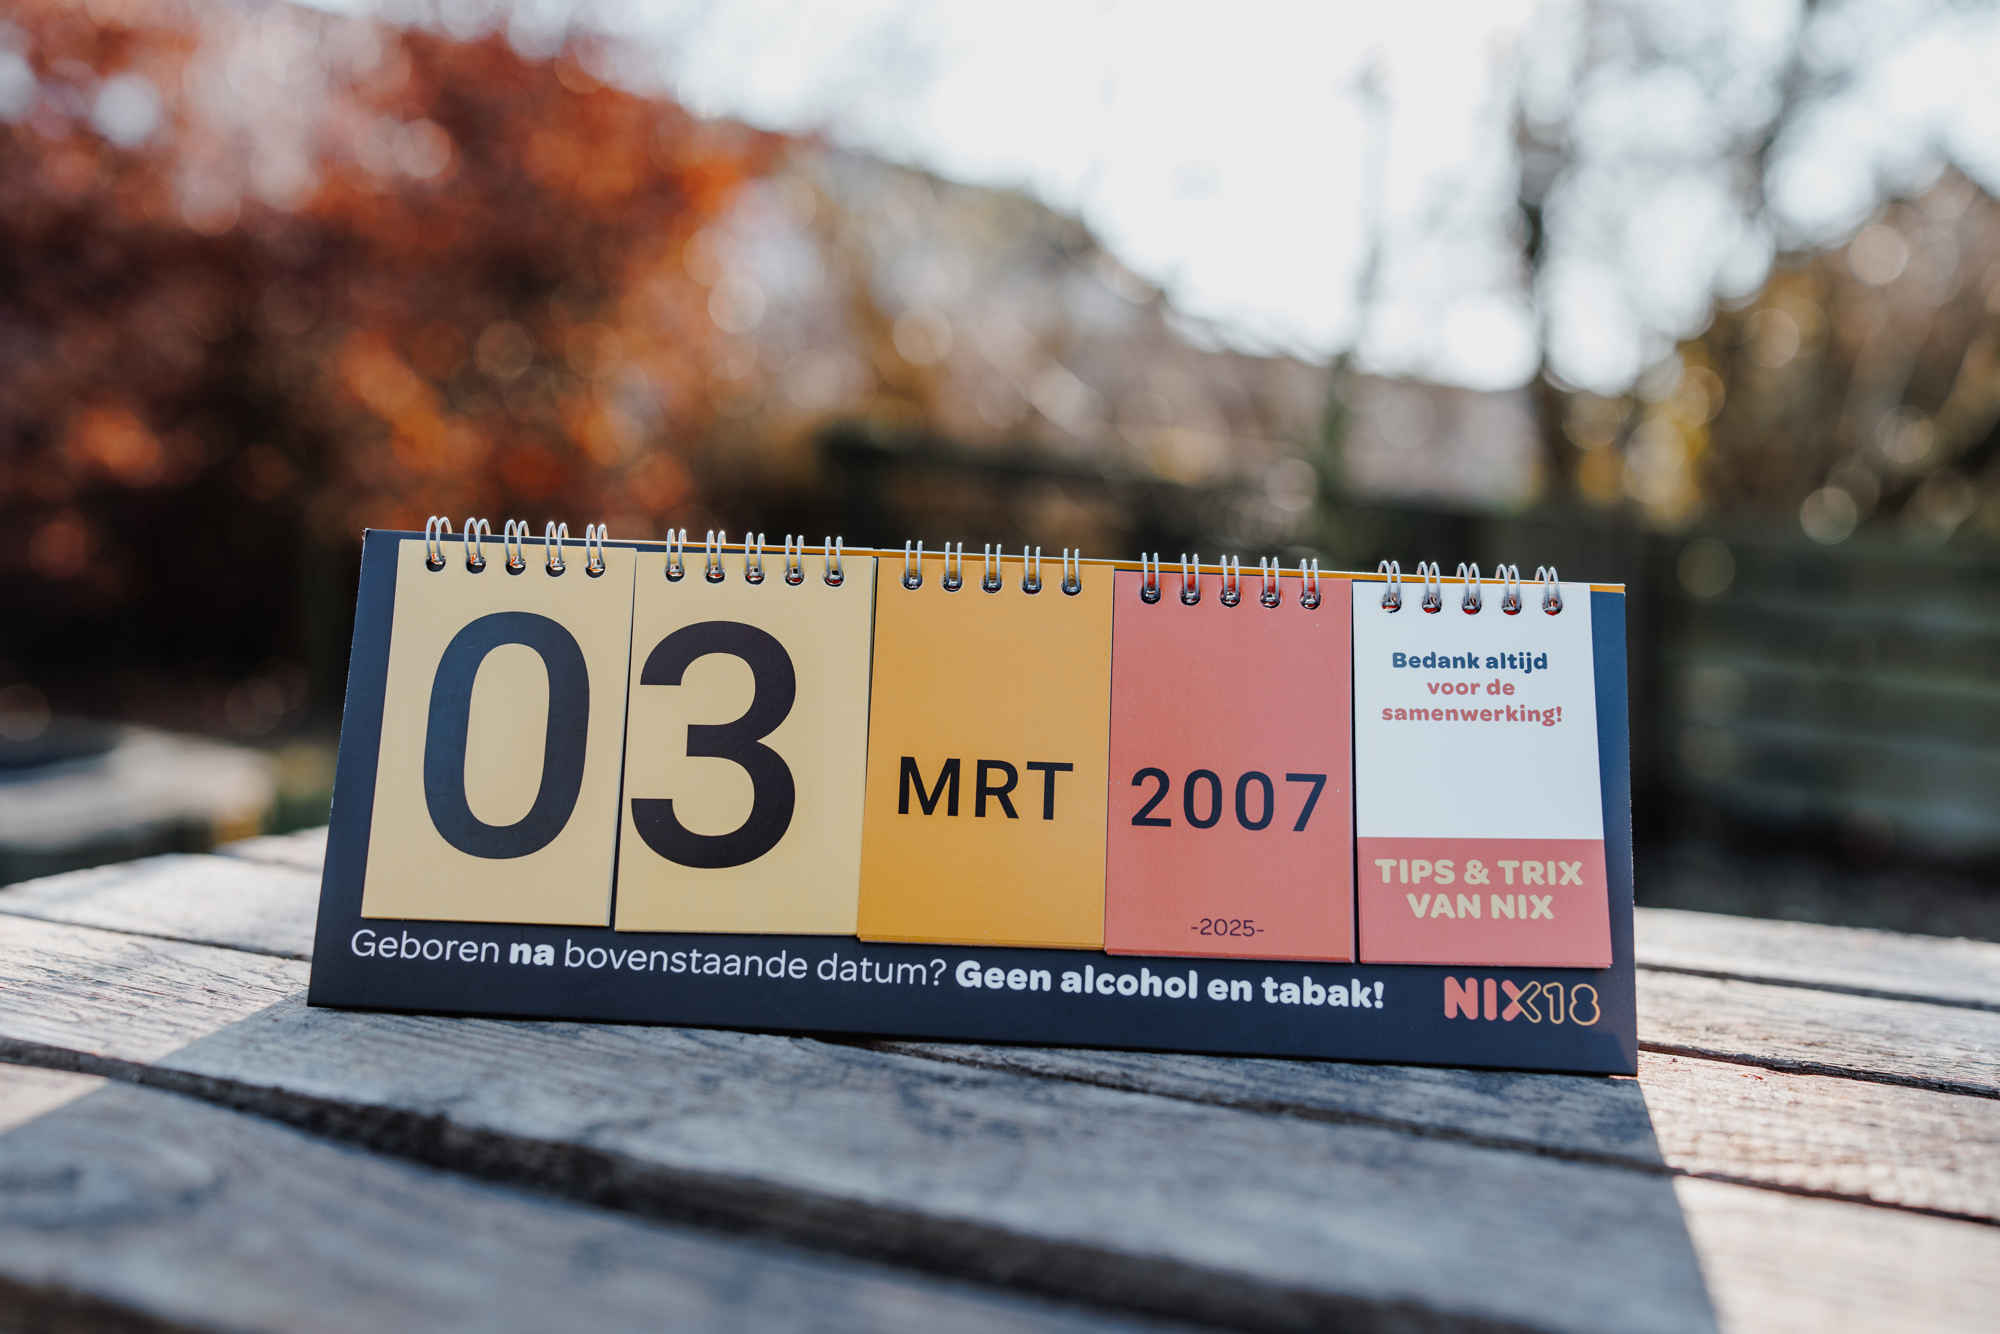 03 MRT 2007
-2025-
Bedank altijd
voor de
samenwerking!
TIPS & TRIX
VAN NIX
Geboren na bovenstaande datum? Geen alcohol en tabak!
NIX18